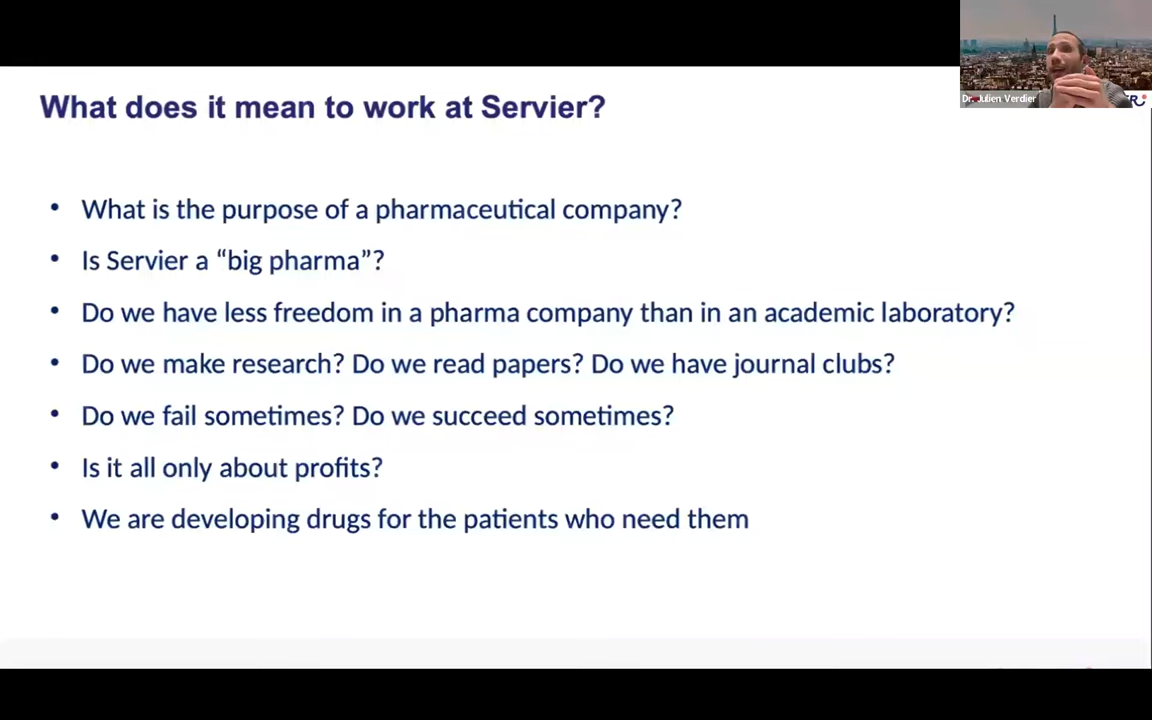 Dr. Julien Verdier
What does it mean to work at Servier?
• What is the purpose of a pharmaceutical company?
• Is Servier a “big pharma”?
• Do we have less freedom in a pharma company than in an academic laboratory?
• Do we make research? Do we read papers? Do we have journal clubs?
• Do we fail sometimes? Do we succeed sometimes?
• Is it all only about profits?
• We are developing drugs for the patients who need them